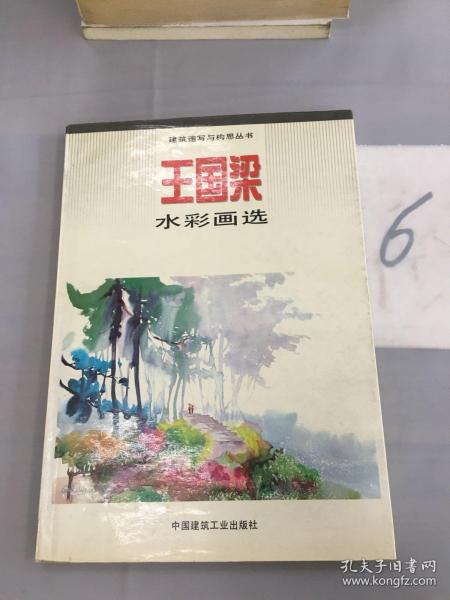 建筑速写与构思丛书
王国梁
水彩画选
中国建筑工业出版社
6
孔夫子旧书网
www.kongfz.com